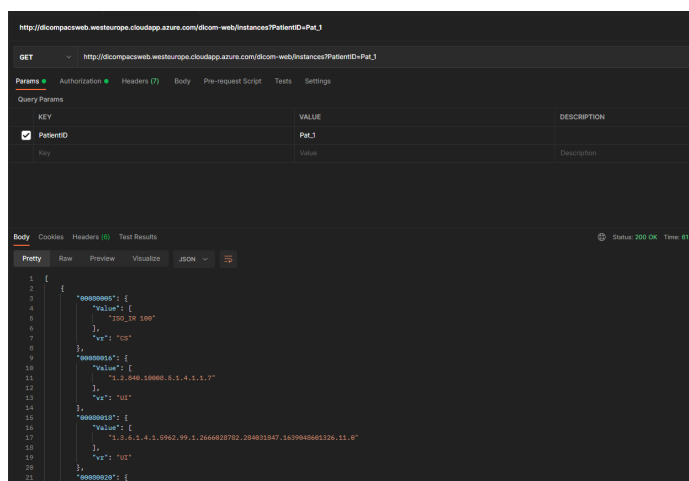 http://dicompacsweb.westeurope.cloudapp.azure.com/dicom-web/instances?PatientID=Pat_1
GET http://dicompacsweb.westeurope.cloudapp.azure.com/dicom-web/instances?PatientID=Pat_1
Params Authorization Headers (7) Body Pre-request Script Tests Settings
Query Params
KEY VALUE DESCRIPTION
PatientID Pat_1
Key Value Description
Body Cookies Headers (6) Test Results Status: 200 OK Time: 61
Pretty Raw Preview Visualize JSON
1 [
2 {
3 "00080005": {
4 "Value": [
5 "ISO_IR 100"
6 ],
7 "vr": "CS"
8 },
9 "00080016": {
10 "Value": [
11 "1.2.840.10008.5.1.4.1.1.7"
12 ],
13 "vr": "UI"
14 },
15 "00080018": {
16 "Value": [
17 "1.3.6.1.4.1.5962.99.1.2666028782.284031847.1639048601326.11.0"
18 ],
19 "vr": "UI"
20 },
21 "00080020": {